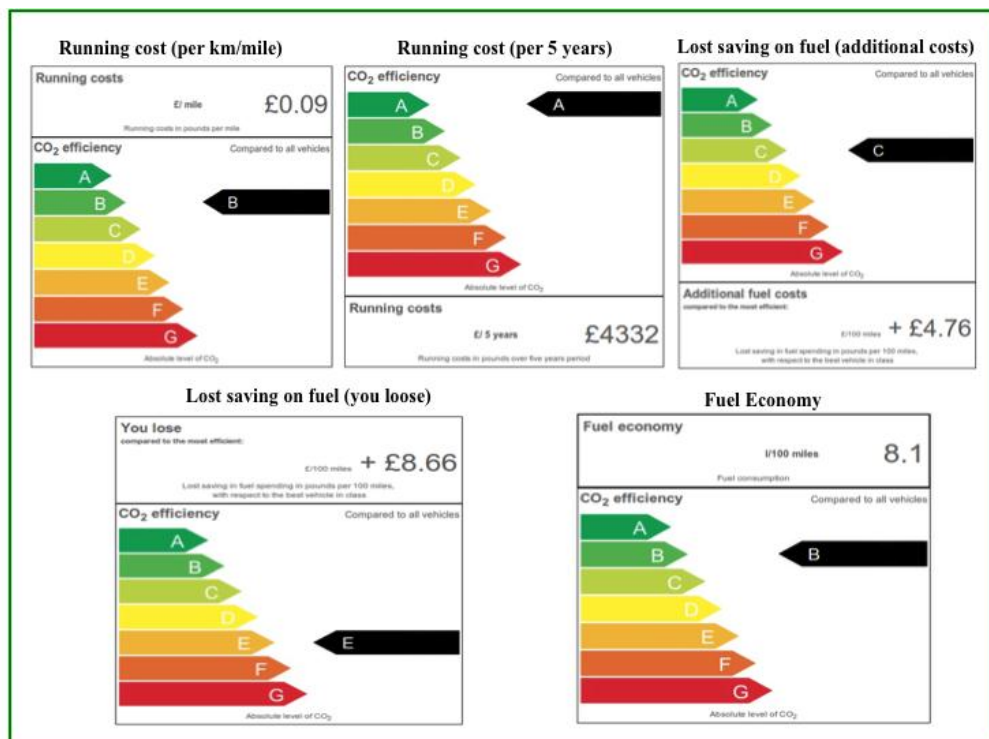 Running cost (per km/mile)
Running costs
£/ mile £0.09
Running costs in pounds per mile
CO2 efficiency Compared to all vehicles
A
B B
C
D
E
F
G
Absolute level of CO2
Running cost (per 5 years)
CO2 efficiency Compared to all vehicles
A A
B
C
D
E
F
G
Absolute level of CO2
Running costs
£/ 5 years £4332
Running costs in pounds over five years period
Lost saving on fuel (additional costs)
CO2 efficiency Compared to all vehicles
A
B
C C
D
E
F
G
Absolute level of CO2
Additional fuel costs
compared to the most efficient:
£/100 miles + £4.76
Lost saving in fuel spending in pounds per 100 miles,
with respect to the best vehicle in class
Lost saving on fuel (you loose)
You lose
compared to the most efficient:
£/100 miles + £8.66
Lost saving in fuel spending in pounds per 100 miles,
with respect to the best vehicle in class
CO2 efficiency Compared to all vehicles
A
B
C
D
E E
F
G
Absolute level of CO2
Fuel Economy
Fuel economy
l/100 miles 8.1
Fuel consumption
CO2 efficiency Compared to all vehicles
A
B B
C
D
E
F
G
Absolute level of CO2